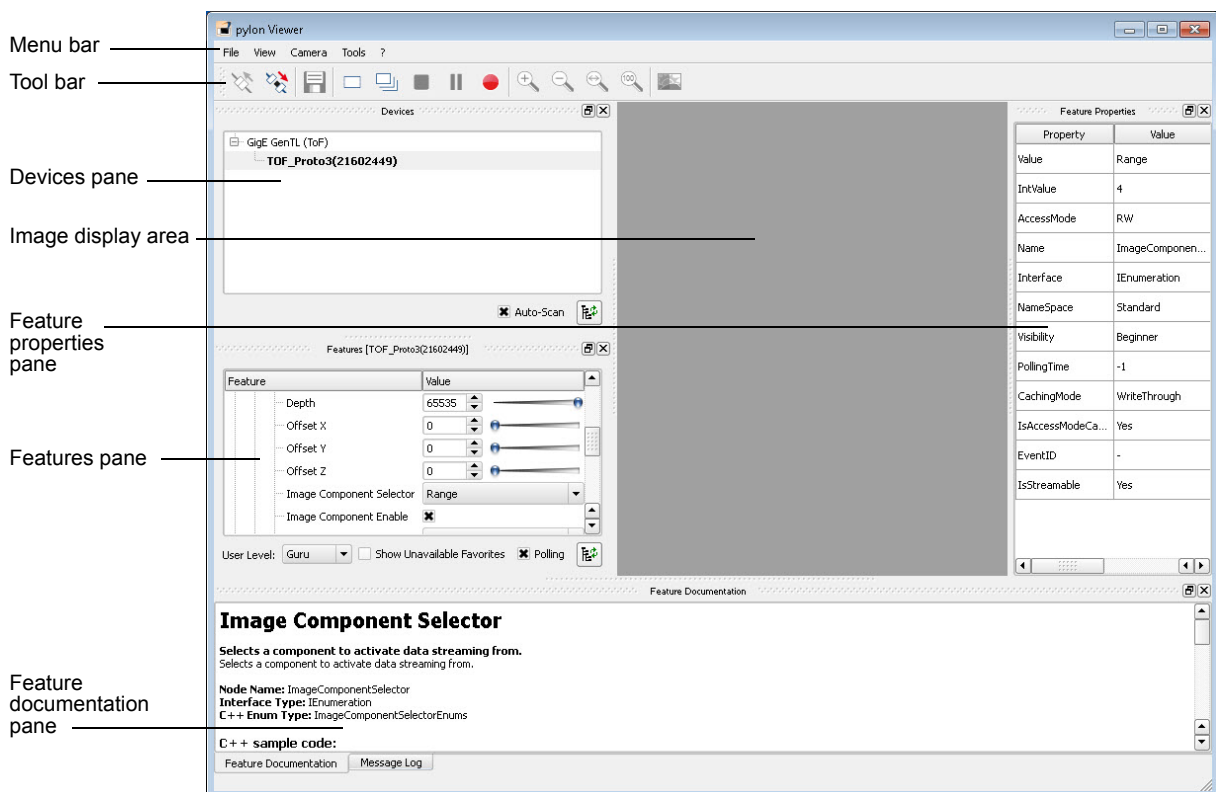 pylon Viewer
Menu bar
File View Camera Tools ?
Tool bar
100
Devices
Feature Properties
GigE GenTL (ToF)
TOF_Proto3(21602449)
Devices pane
Image display area
Auto-Scan
Property Value
Value Range
IntValue 4
AccessMode RW
Name ImageComponen...
Interface IEnumeration
NameSpace Standard
Visibility Beginner
PollingTime -1
CachingMode WriteThrough
IsAccessModeCa... Yes
EventID -
IsStreamable Yes
Feature
properties
pane
Features [TOF_Proto3(21602449)]
Feature Value
Depth 65535
Offset X 0
Offset Y 0
Offset Z 0
Image Component Selector Range
Image Component Enable
Features pane
User Level: Guru Show Unavailable Favorites Polling
Feature Documentation
Image Component Selector
Selects a component to activate data streaming from.
Selects a component to activate data streaming from.
Node Name: ImageComponentSelector
Interface Type: IEnumeration
C++ Enum Type: ImageComponentSelectorEnums
C++ sample code:
Feature
documentation
pane
Feature Documentation Message Log